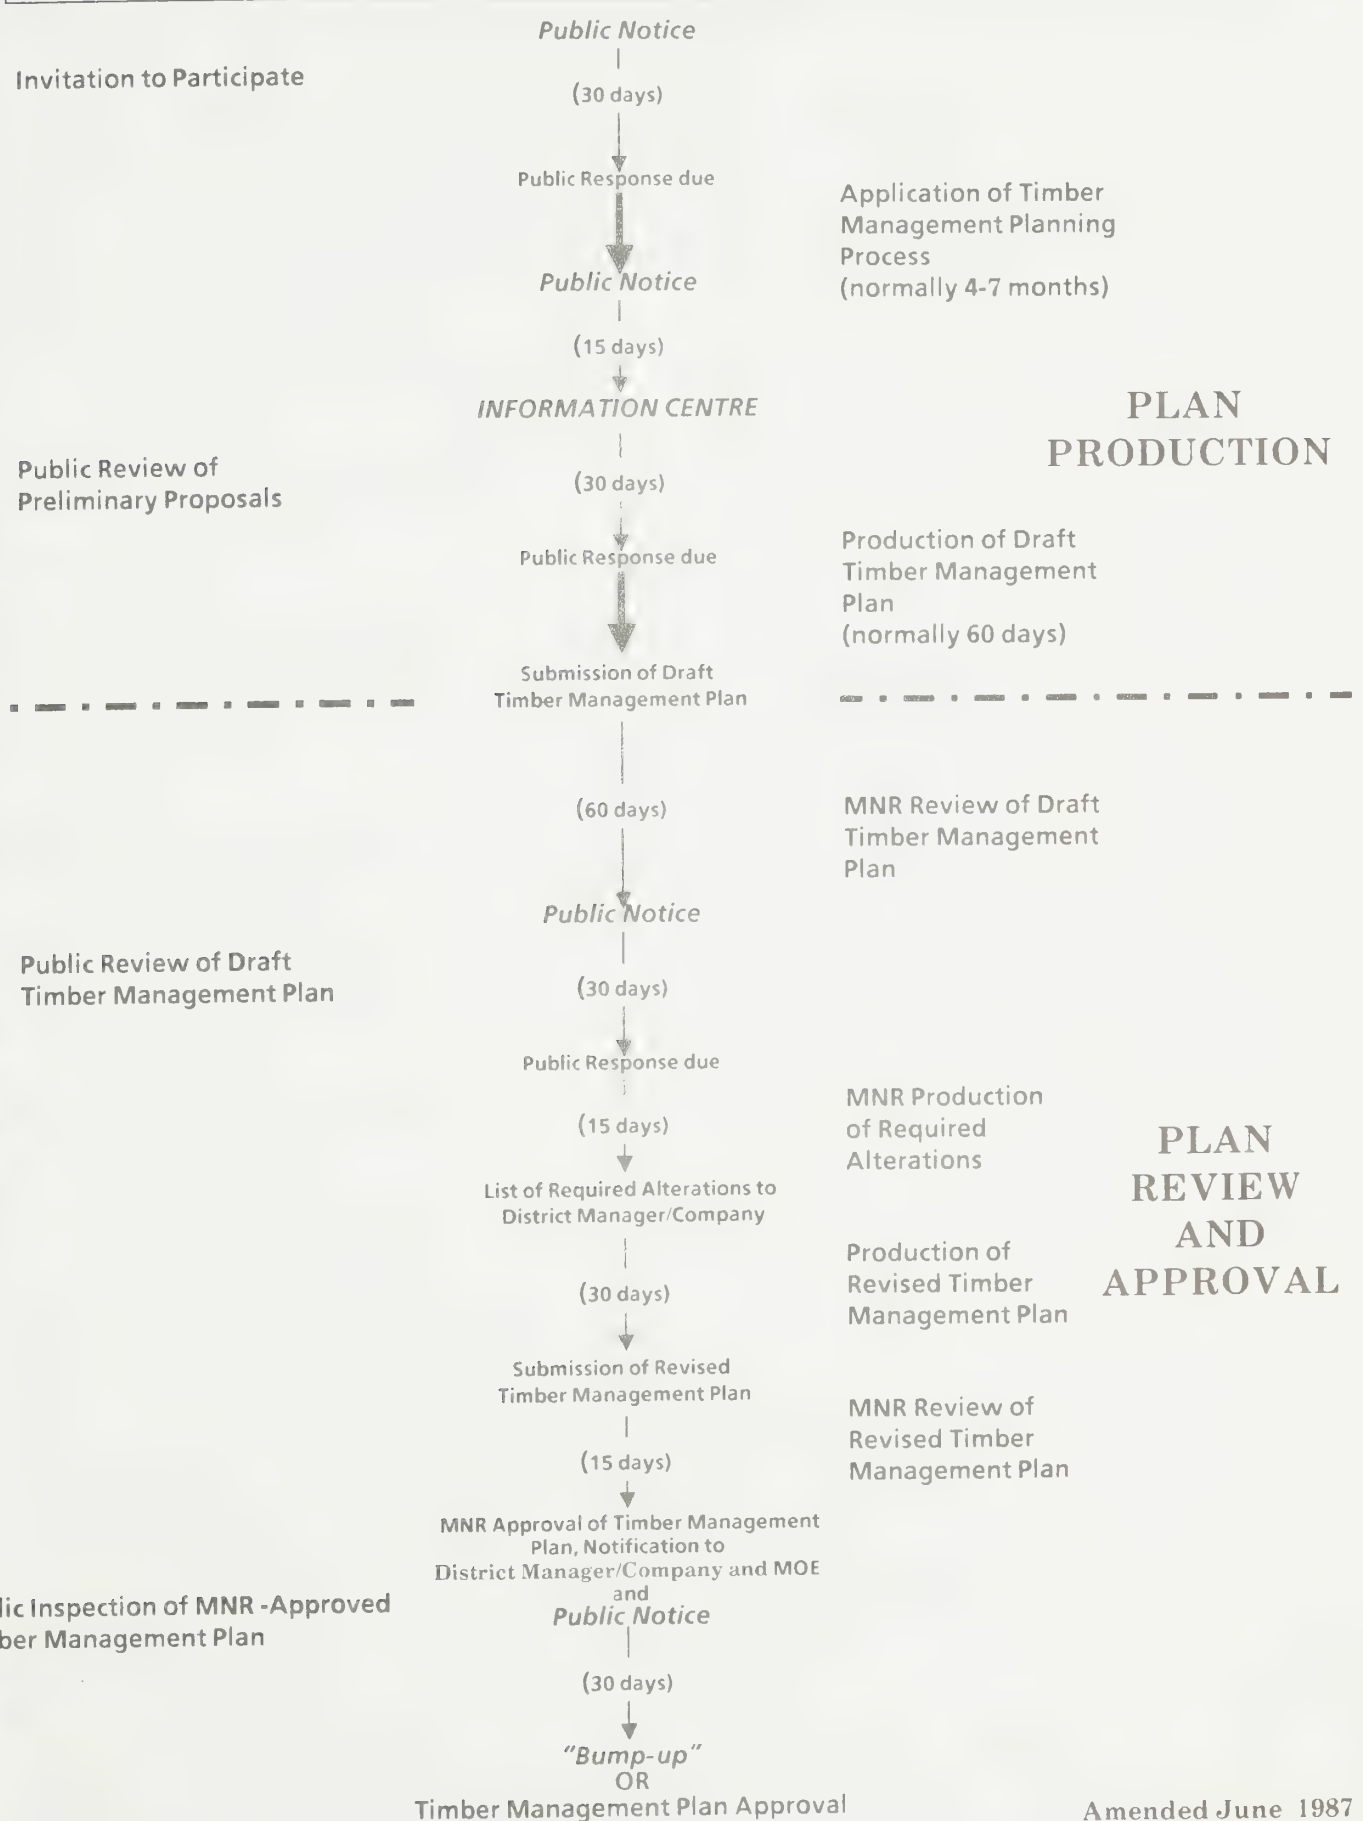 Public Notice
Invitation to Participate
(30 days)
Public Response due
Application of Timber
Management Planning
Process
(normally 4-7 months)
Public Notice
(15 days)
INFORMATION CENTRE
PLAN
PRODUCTION
Public Review of
Preliminary Proposals
(30 days)
Public Response due
Production of Draft
Timber Management
Plan
(normally 60 days)
Submission of Draft
Timber Management Plan
(60 days)
MNR Review of Draft
Timber Management
Plan
Public Notice
Public Review of Draft
Timber Management Plan
(30 days)
Public Response due
MNR Production
of Required
Alterations
(15 days)
PLAN
REVIEW
AND
APPROVAL
List of Required Alterations to
District Manager/Company
Production of
Revised Timber
Management Plan
(30 days)
Submission of Revised
Timber Management Plan
MNR Review of
Revised Timber
Management Plan
(15 days)
MNR Approval of Timber Management
Plan, Notification to
District Manager/Company and MOE
and
Public Notice
lic Inspection of MNR -Approved
ber Management Plan
(30 days)
"Bump-up"
OR
Timber Management Plan Approval
Amended June 1987